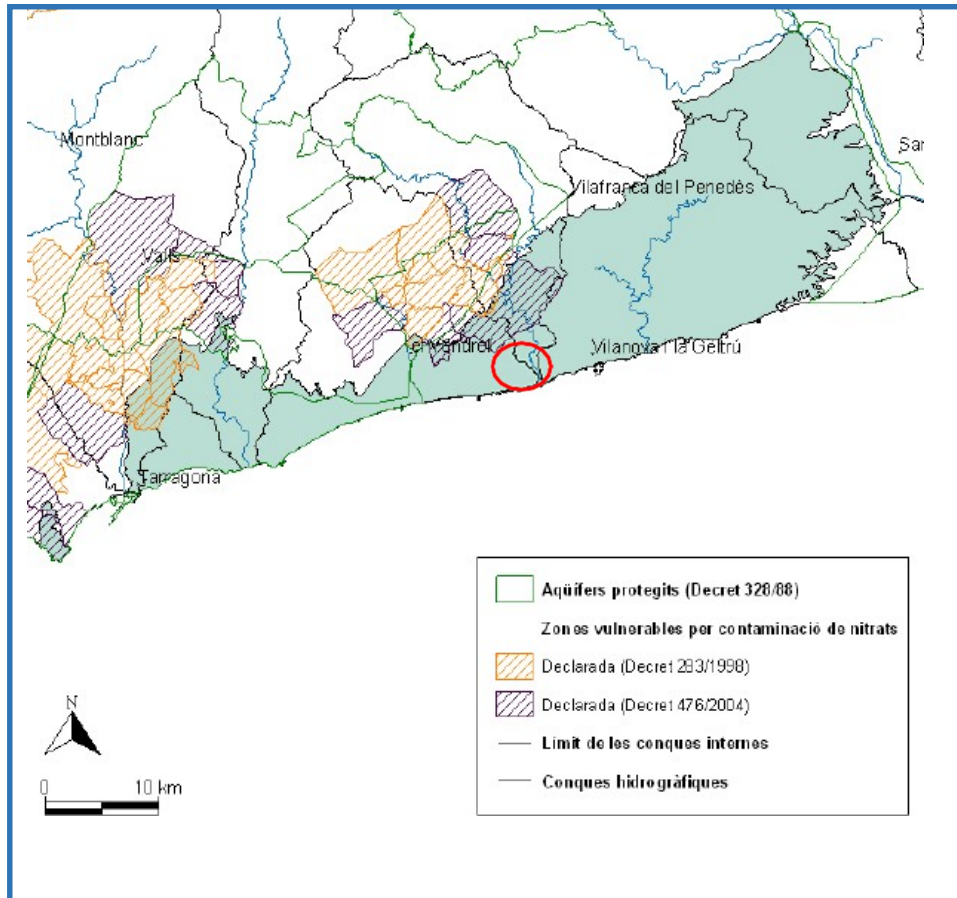 Montblanc
Sar
Vilafranca del Penedès
Valls
el Vendrell
Vilanova i la Geltrú
Tarragona
Aqüífers protegits (Decret 328/88)
Zones vulnerables per contaminació de nitrats
Declarada (Decret 283/1998)
Declarada (Decret 476/2004)
Límit de les conques internes
Conques hidrogràfiques
N
0 10 km